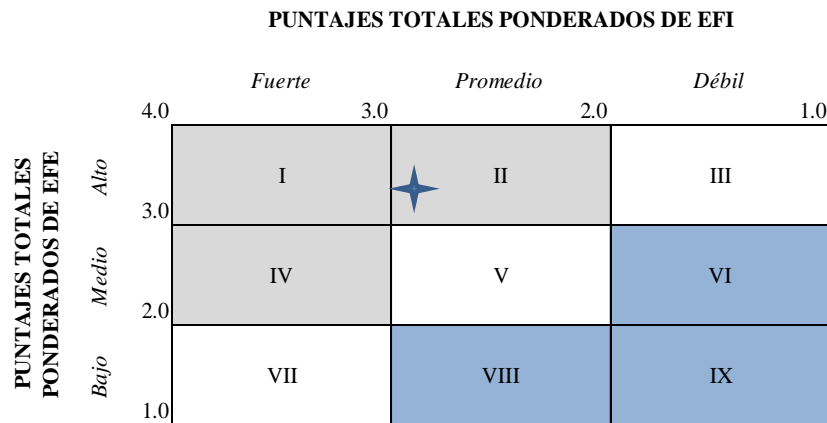 PUNTAJES TOTALES PONDERADOS DE EFI
Fuerte Promedio Débil
4.0 3.0 2.0 1.0
PUNTAJES TOTALES
PONDERADOS DE EFE
Alto
I II III
3.0
Medio
IV V VI
2.0
Bajo
VII VIII IX
1.0